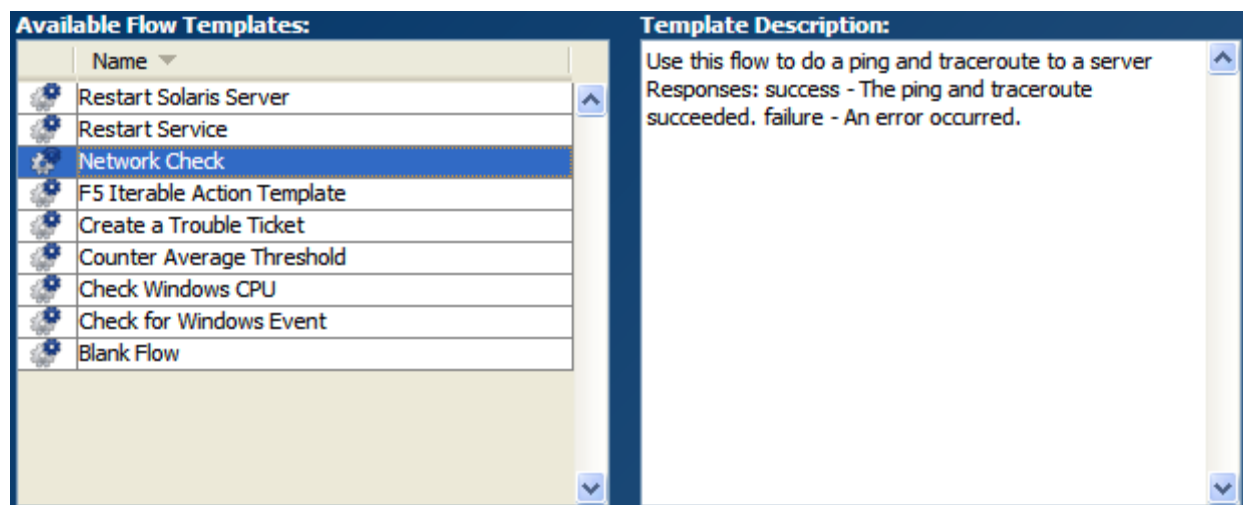 Available Flow Templates:
Name
Restart Solaris Server
Restart Service
Network Check
F5 Iterable Action Template
Create a Trouble Ticket
Counter Average Threshold
Check Windows CPU
Check for Windows Event
Blank Flow
Template Description:
Use this flow to do a ping and traceroute to a server
Responses: success - The ping and traceroute
succeeded. failure - An error occurred.